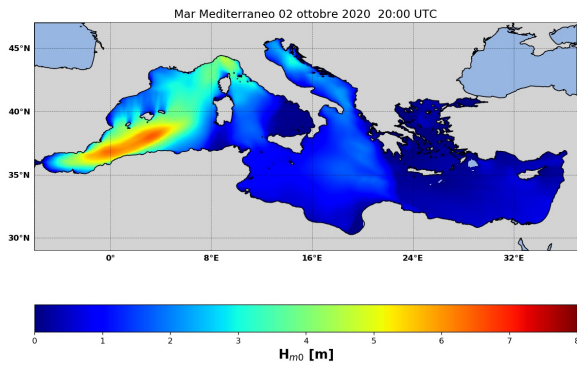 Mar Mediterraneo 02 ottobre 2020 20:00 UTC
45°N
40°N
35°N
30°N
0° 8°E 16°E 24°E 32°E
0 1 2 3 4 5 6 7 8
Hm0 [m]